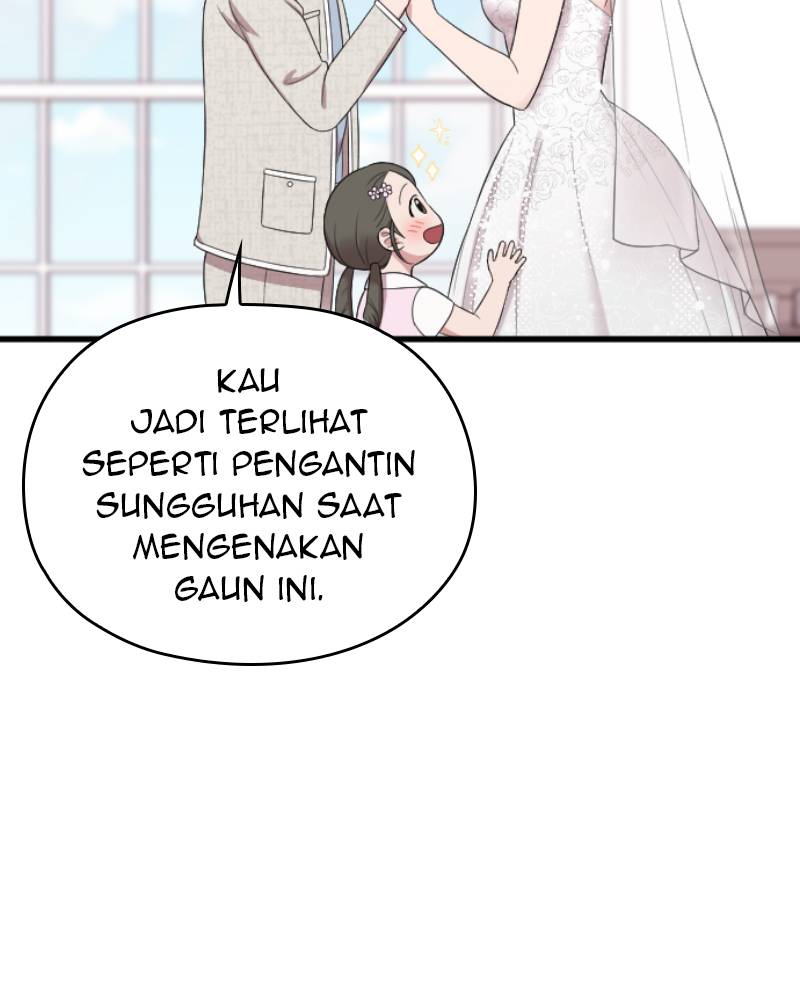 KAU
JADI TERLIHAT
SEPERTI PENGANTIN
SUNGGUHAN SAAT
MENGENAKAN
GAUN INI.